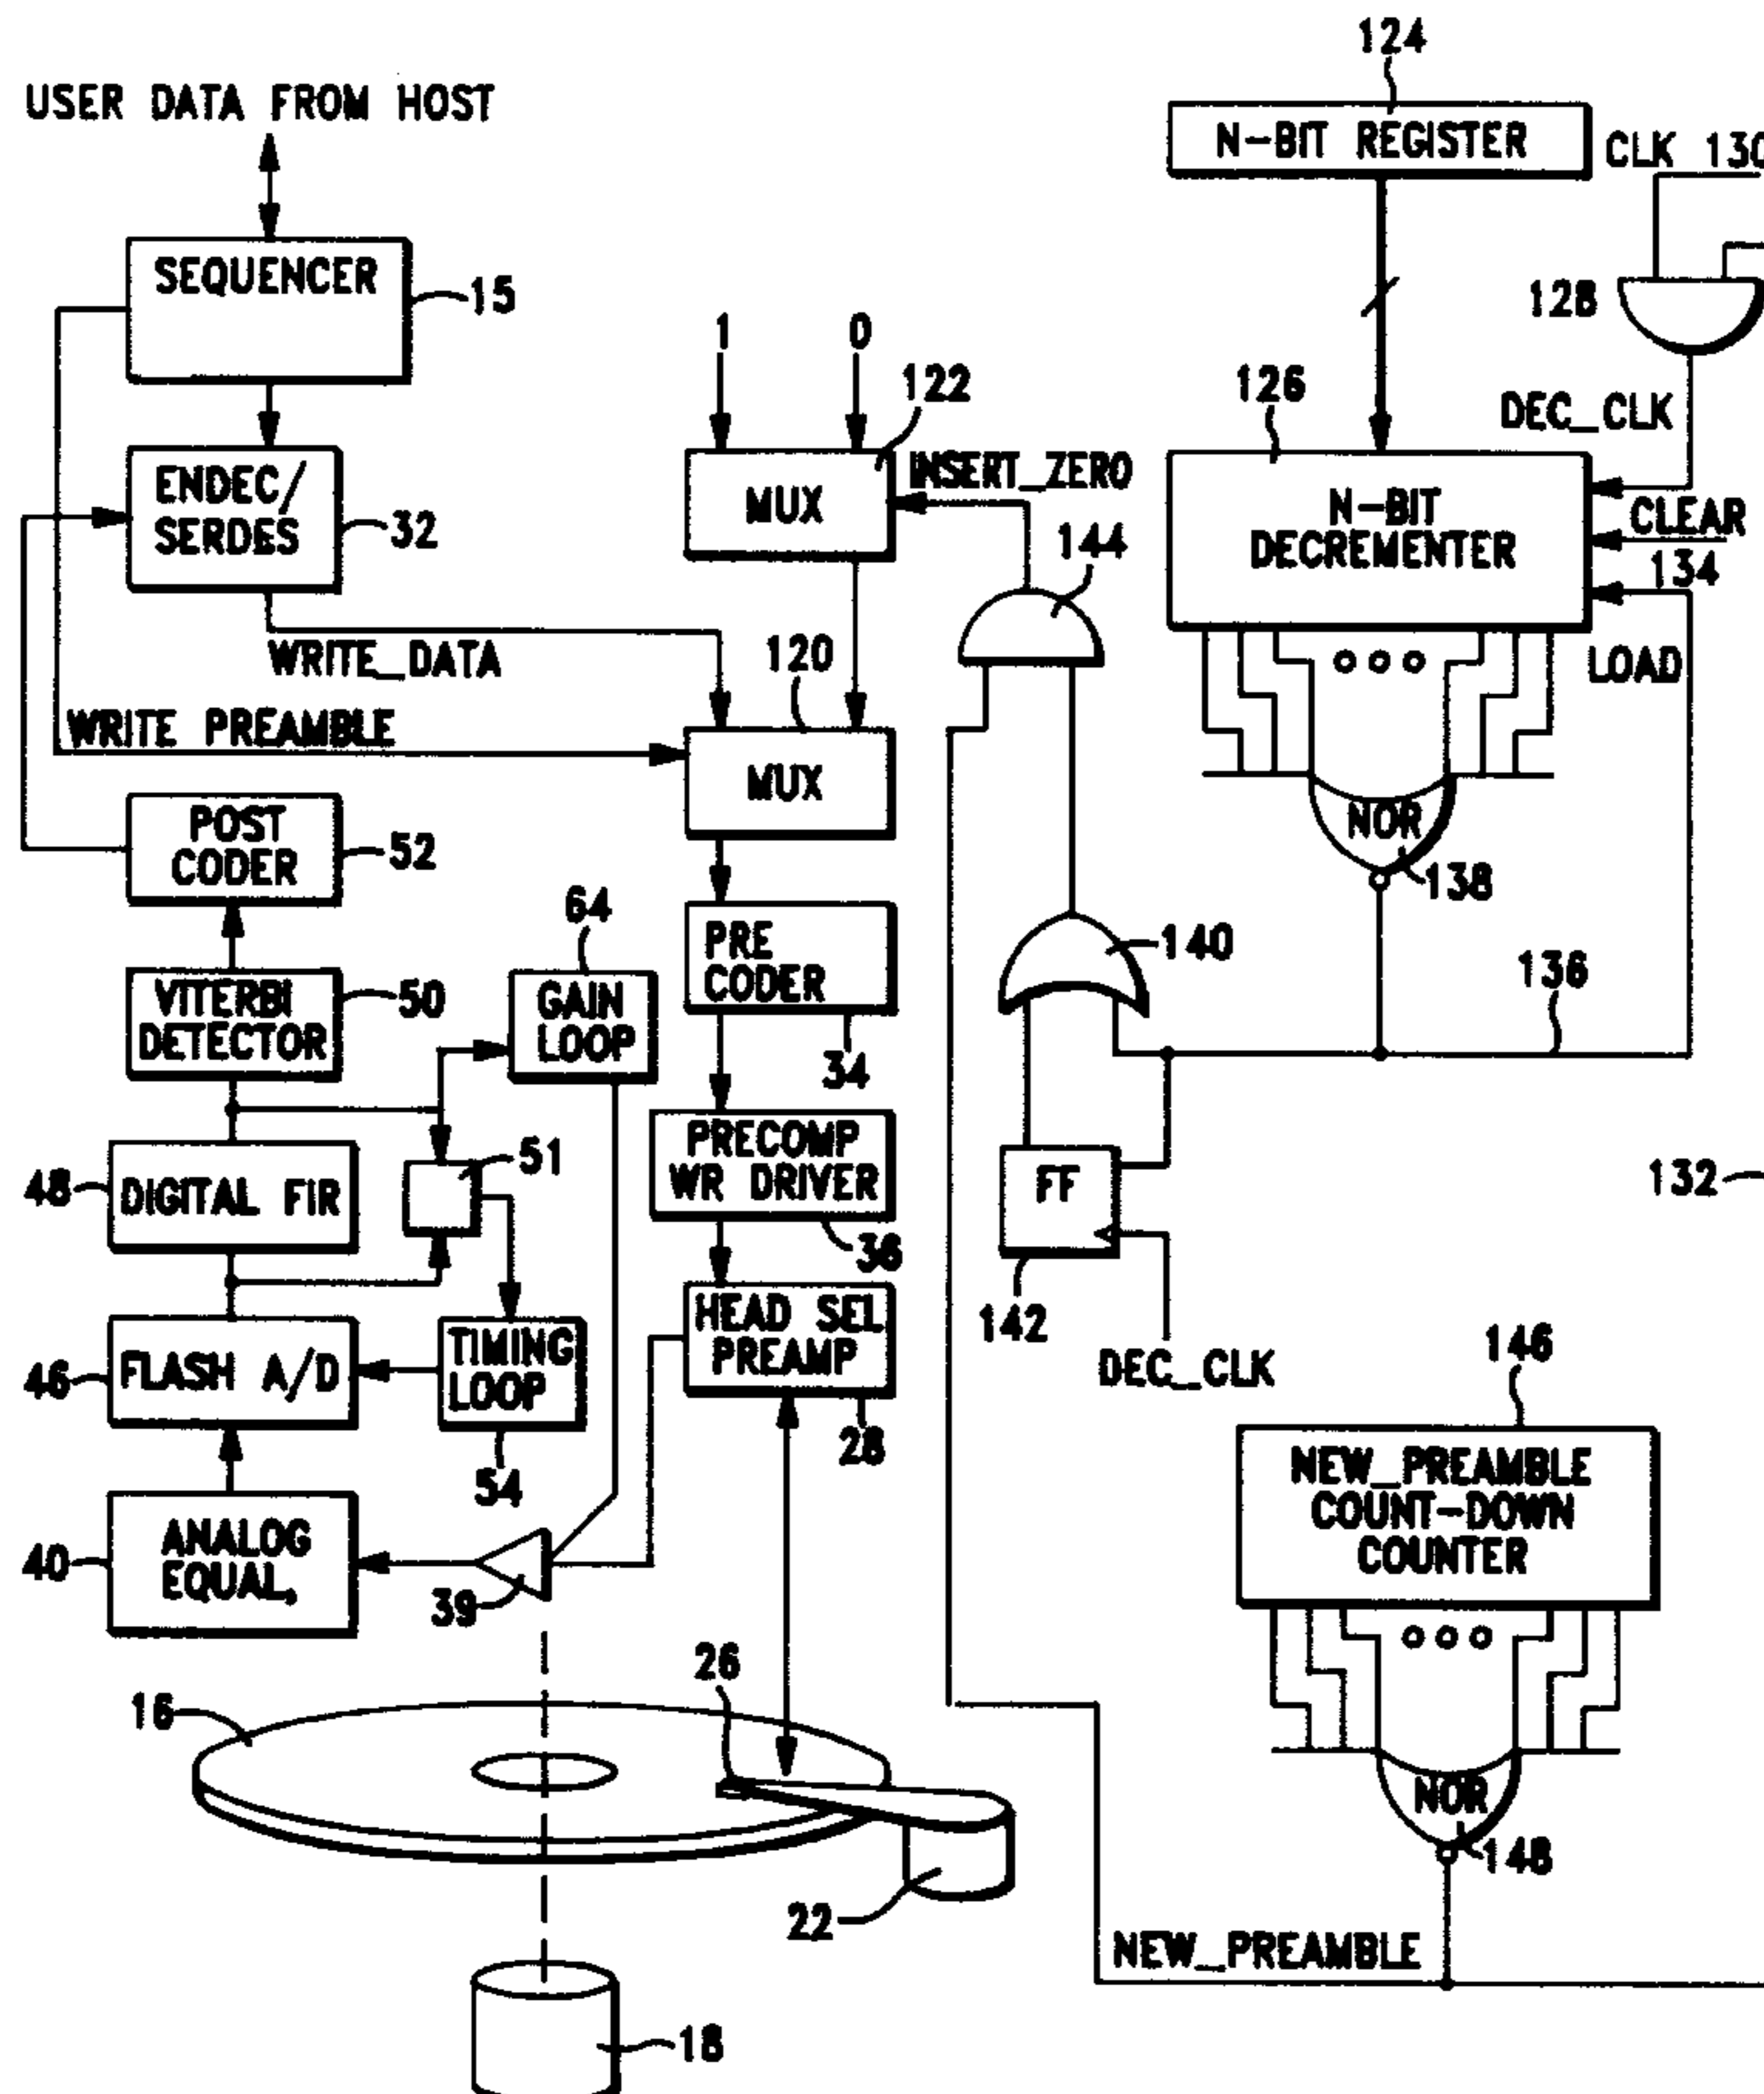 USER DATA FROM HOST
SEQUENCER
15
ENDEC/
SERDES
32
WRITE_DATA
WRITE PREAMBLE
POST
CODER
52
VITERBI
DETECTOR
50
GAIN
LOOP
64
DIGITAL FIR
48
51
FLASH A/D
46
TIMING
LOOP
54
ANALOG
EQUAL,
40
39
1
0
122
MUX
INSERT_ZERO
144
120
MUX
PRE
CODER
34
PRECOMP
WR DRIVER
36
HEAD SEL
PREAMP
28
26
16
22
18
124
N-BIT REGISTER
CLK 130
128
DEC_CLK
126
N-BIT
DECREMENTER
CLEAR
134
LOAD
NOR
138
140
136
FF
142
DEC_CLK
132
146
NEW_PREAMBLE
COUNT-DOWN
COUNTER
NOR
148
NEW_PREAMBLE